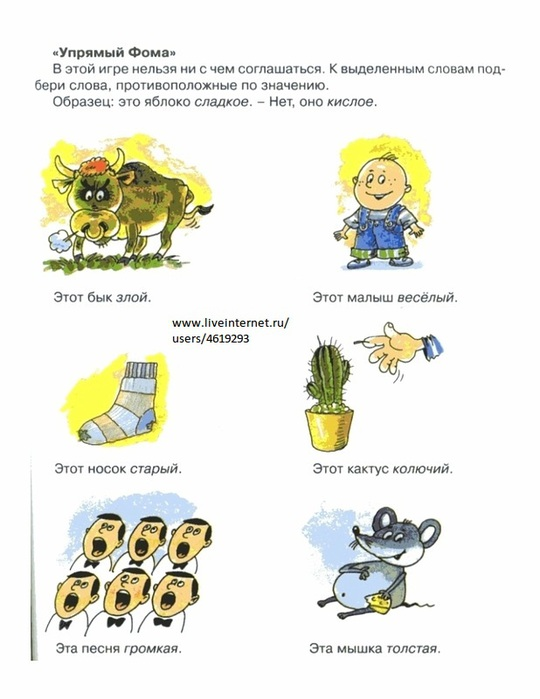 «Упрямый Фома»
В этой игре нельзя ни с чем соглашаться. К выделенным словам под-
бери слова, противоположные по значению.
Образец: это яблоко сладкое. – Нет, оно кислое.
Этот бык злой.
Этот малыш весёлый.
www.liveinternet.ru/
users/4619293
Этот носок старый.
Этот кактус колючий.
Эта песня громкая.
Эта мышка толстая.